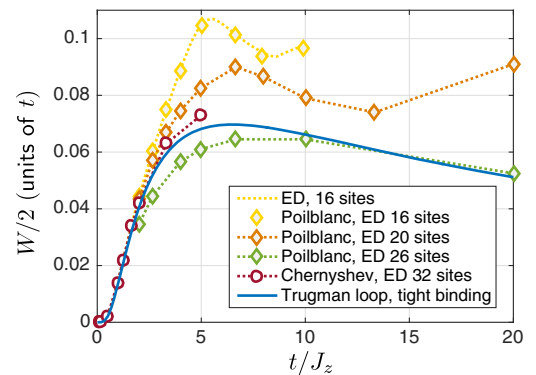 0.1
0.08
0.06
0.04
0.02
0
W/2 (units of t)
ED, 16 sites
Poilblanc, ED 16 sites
Poilblanc, ED 20 sites
Poilblanc, ED 26 sites
Chernyshev, ED 32 sites
Trugman loop, tight binding
0 5 10 15 20
t/J_z